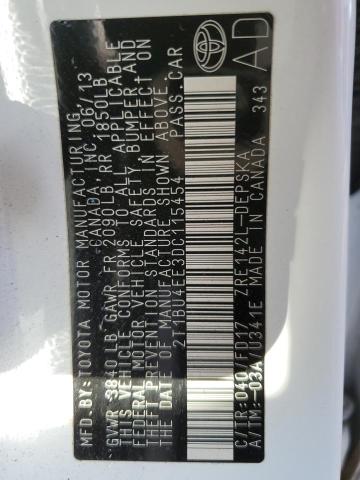 MFD.BY:TOYOTA MOTOR MANUFACTURING
CANADA, INC. 06/13
GVWR 3840LB GAWR FR 2090LB RR 1850LB
THIS VEHICLE CONFORMS TO ALL APPLICABLE
FEDERAL MOTOR VEHICLE SAFETY, BUMPER, AND
THEFT PREVENTION STANDARDS IN EFFECT ON
THE DATE OF MANUFACTURE SHOWN ABOVE.
2T1BU4EE3DC115454 PASS.CAR
C/TR:040/FD17 ZRE142L-DEPSKA
A/TM:-03A/U341E MADE IN CANADA 343
TOYOTA
AD